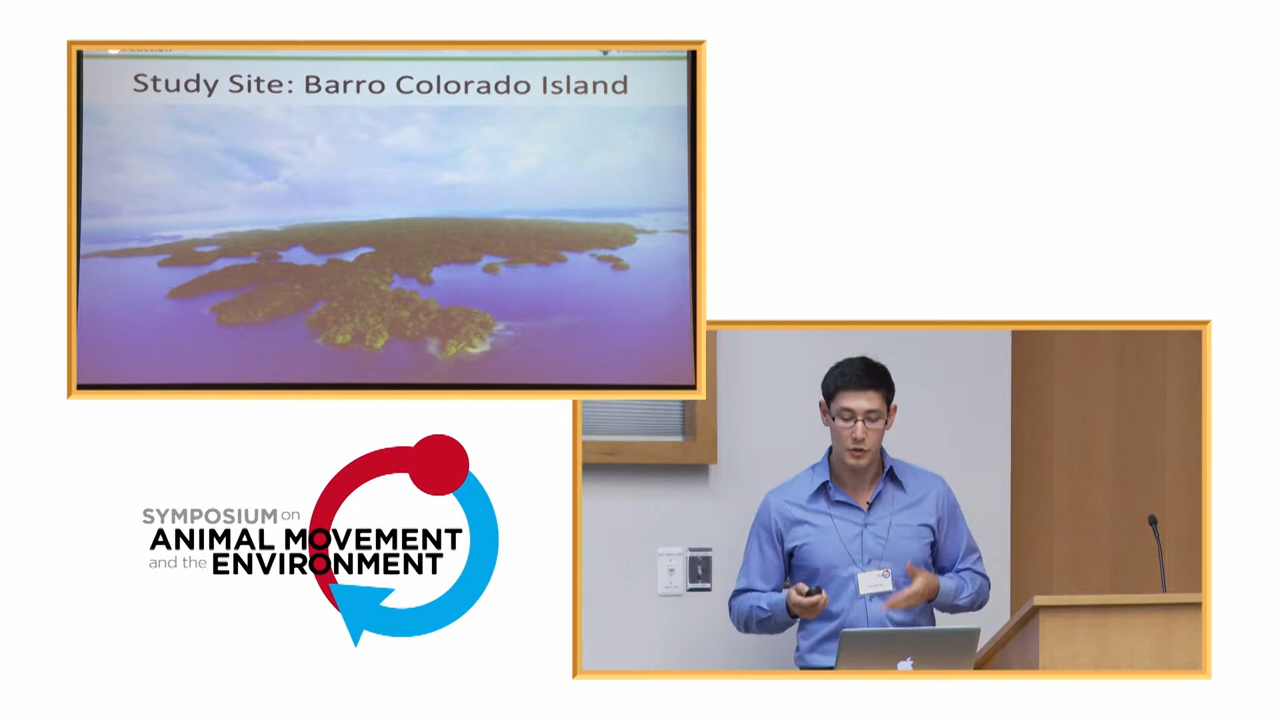 Study Site: Barro Colorado Island
SYMPOSIUM on
ANIMAL MOVEMENT
and the ENVIRONMENT